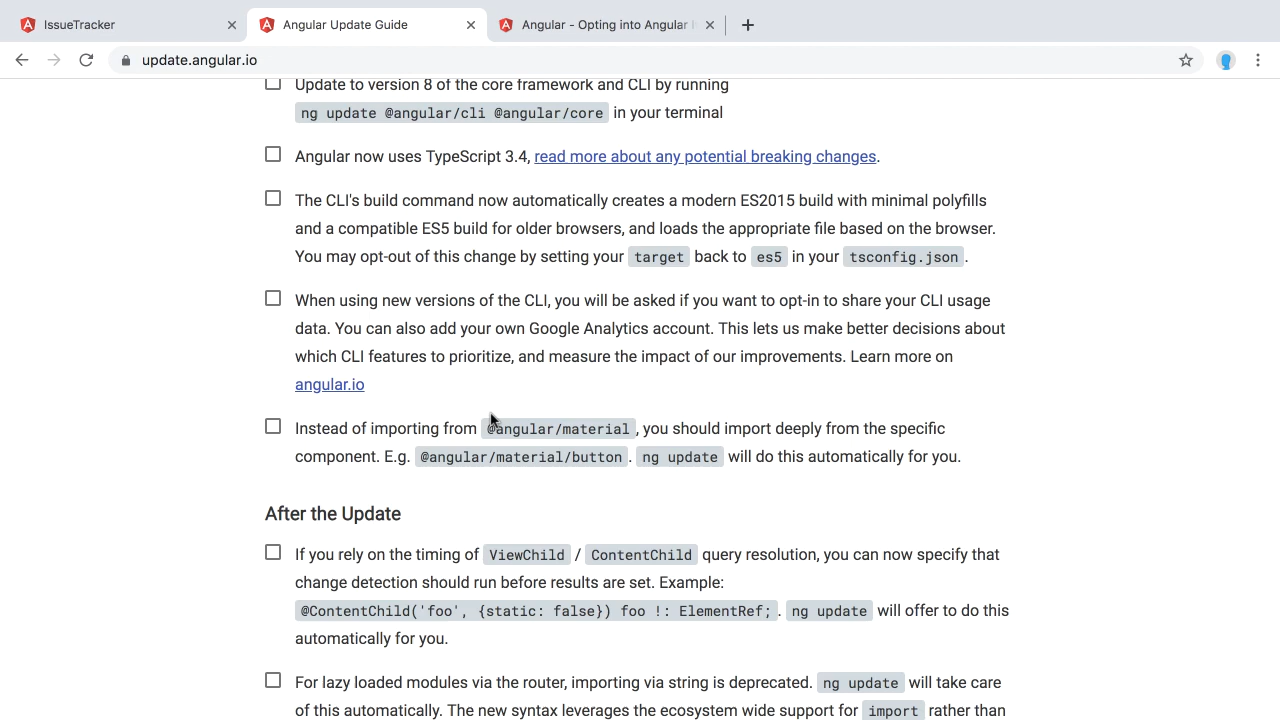 IssueTracker
Angular Update Guide
Angular - Opting into Angular
update.angular.io
Update to version 8 of the core framework and CLI by running
ng update @angular/cli @angular/core in your terminal
Angular now uses TypeScript 3.4, read more about any potential breaking changes.
The CLI's build command now automatically creates a modern ES2015 build with minimal polyfills
and a compatible ES5 build for older browsers, and loads the appropriate file based on the browser.
You may opt-out of this change by setting your target back to es5 in your tsconfig.json.
When using new versions of the CLI, you will be asked if you want to opt-in to share your CLI usage
data. You can also add your own Google Analytics account. This lets us make better decisions about
which CLI features to prioritize, and measure the impact of our improvements. Learn more on
angular.io
Instead of importing from @angular/material, you should import deeply from the specific
component. E.g. @angular/material/button. ng update will do this automatically for you.
After the Update
If you rely on the timing of ViewChild / ContentChild query resolution, you can now specify that
change detection should run before results are set. Example:
@ContentChild('foo', {static: false}) foo !: ElementRef;. ng update will offer to do this
automatically for you.
For lazy loaded modules via the router, importing via string is deprecated. ng update will take care
of this automatically. The new syntax leverages the ecosystem wide support for import rather than